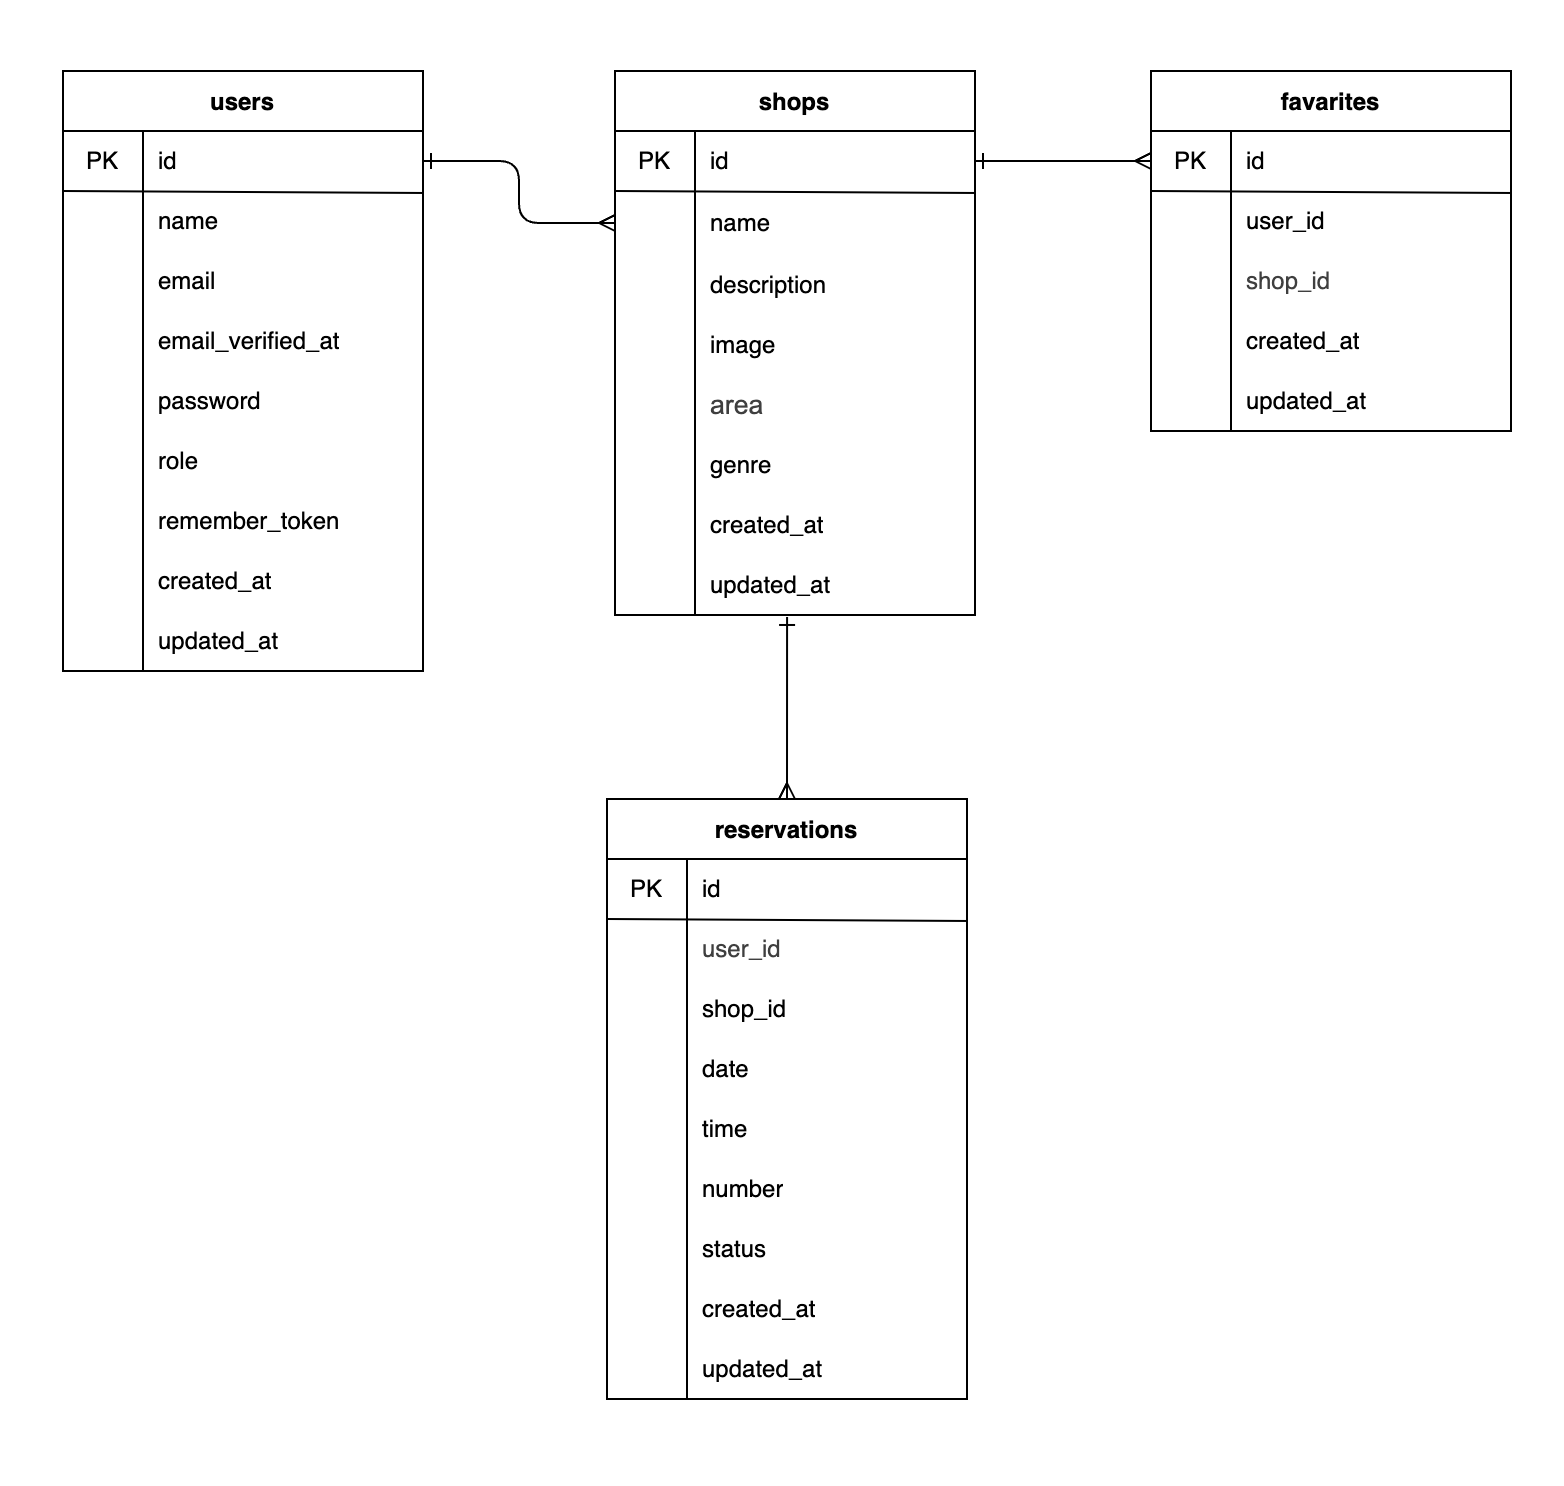 users
PK id
name
email
email_verified_at
password
role
remember_token
created_at
updated_at
shops
PK id
name
description
image
area
genre
created_at
updated_at
favarites
PK id
user_id
shop_id
created_at
updated_at
reservations
PK id
user_id
shop_id
date
time
number
status
created_at
updated_at